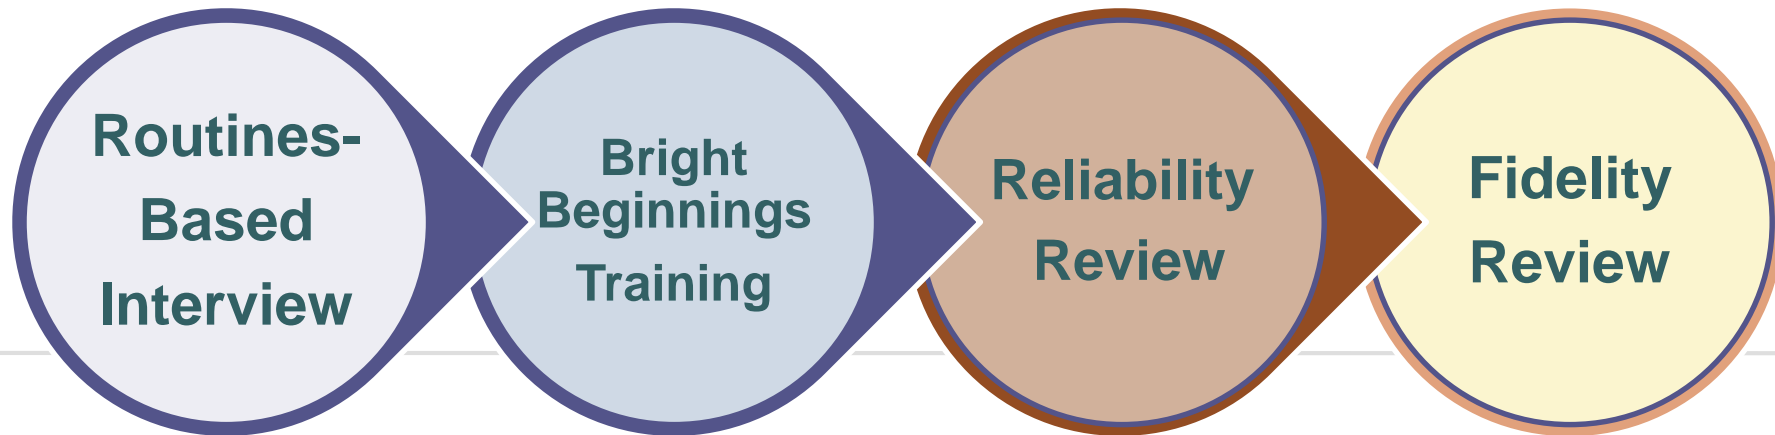 Routines-
Based
Interview
Bright
Beginnings
Training
Reliability
Review
Fidelity
Review